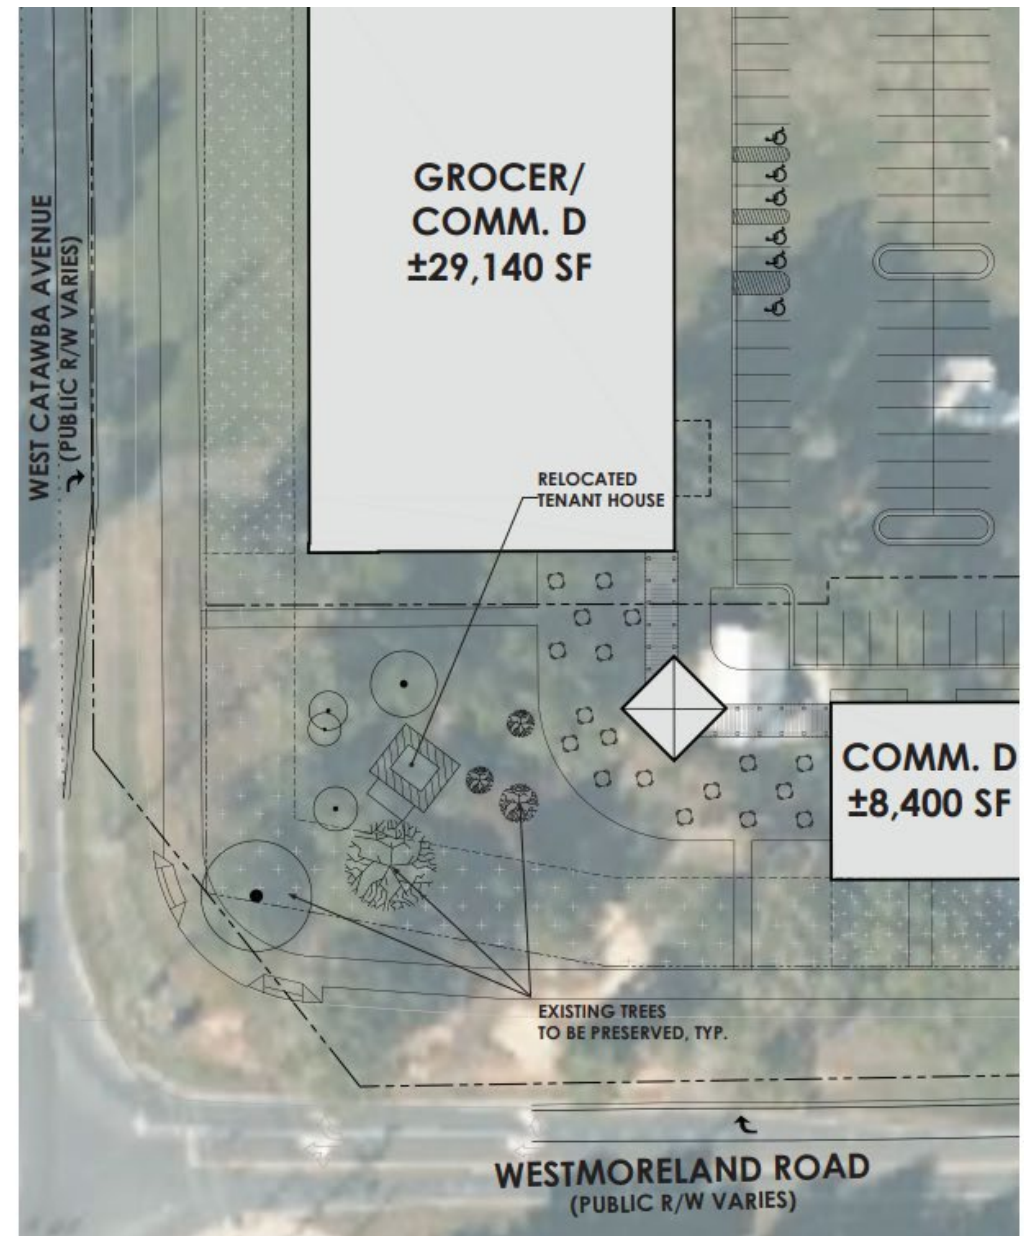 GROCER/
COMM. D
±29,140 SF
WEST CATAWBA AVENUE
(PUBLIC R/W VARIES)
RELOCATED
TENANT HOUSE
COMM. D
±8,400 SF
EXISTING TREES
TO BE PRESERVED, TYP.
WESTMORELAND ROAD
(PUBLIC R/W VARIES)